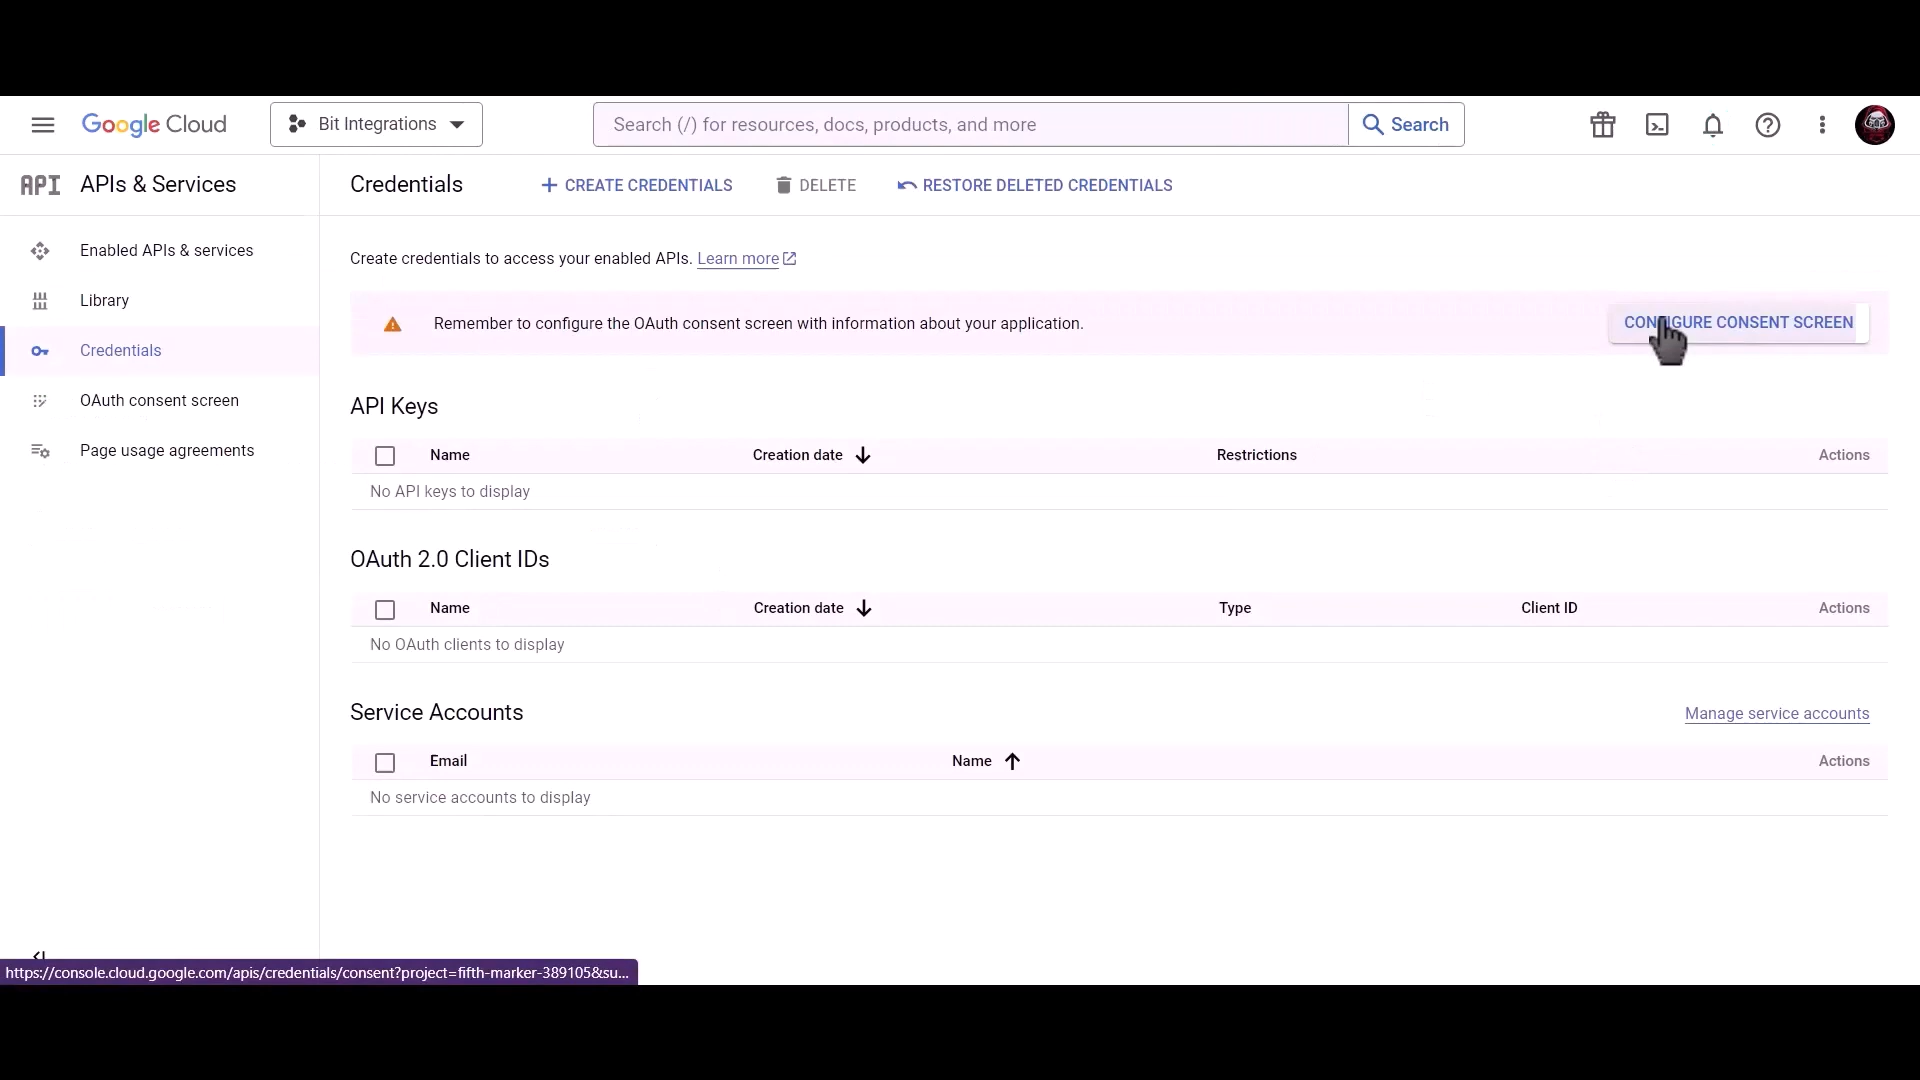 Google Cloud
Bit Integrations
Search (/) for resources, docs, products, and more
Search
API
APIs & Services
Credentials
CREATE CREDENTIALS
DELETE
RESTORE DELETED CREDENTIALS
Enabled APIs & services
Library
Credentials
OAuth consent screen
Page usage agreements
Create credentials to access your enabled APIs. Learn more
Remember to configure the OAuth consent screen with information about your application.
CONFIGURE CONSENT SCREEN
API Keys
Name Creation date Restrictions Actions
No API keys to display
OAuth 2.0 Client IDs
Name Creation date Type Client ID Actions
No OAuth clients to display
Service Accounts
Manage service accounts
Email Name Actions
No service accounts to display
https://console.cloud.google.com/apis/credentials/consent?project=fifth-marker-389105&su...